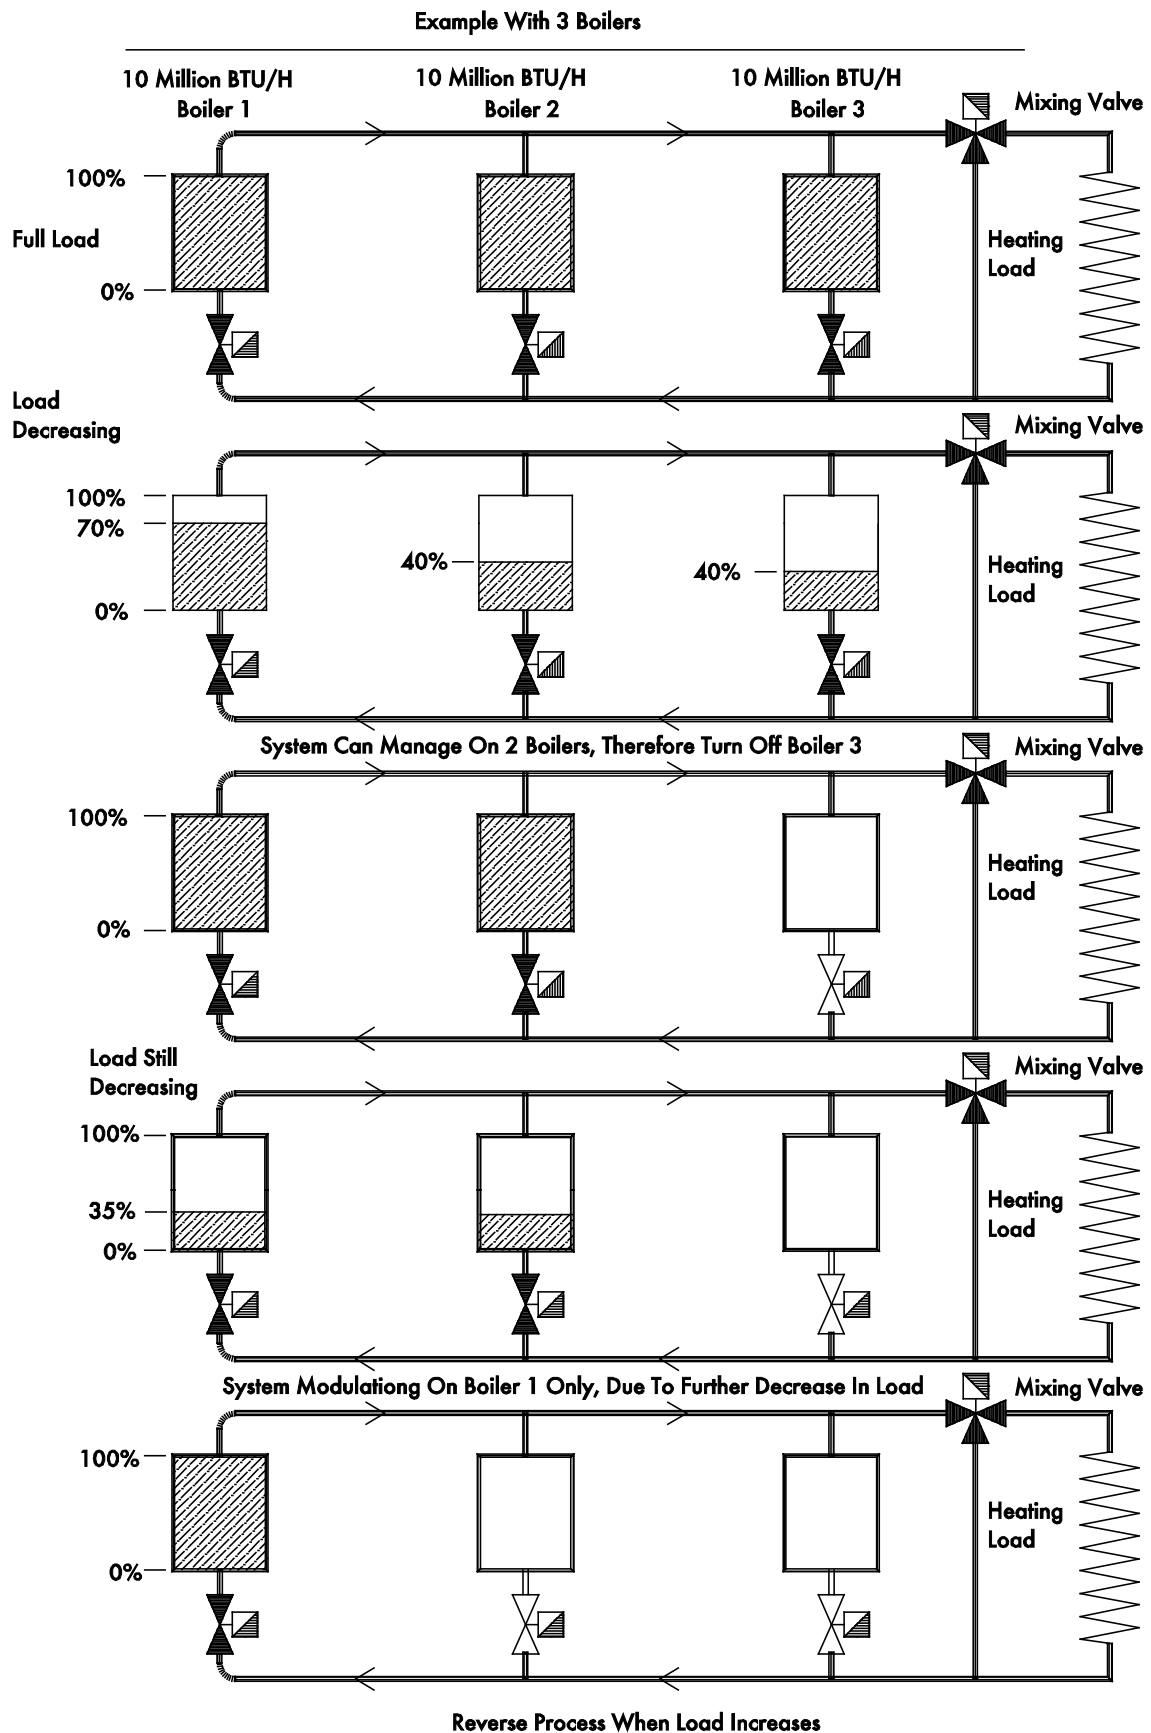 Example With 3 Boilers
10 Million BTU/H
Boiler 1
10 Million BTU/H
Boiler 2
10 Million BTU/H
Boiler 3
Mixing Valve
100%
Full Load
0%
Heating
Load
Load
Decreasing
Mixing Valve
100%
70%
40%
40%
0%
Heating
Load
System Can Manage On 2 Boilers, Therefore Turn Off Boiler 3
Mixing Valve
100%
0%
Heating
Load
Load Still
Decreasing
Mixing Valve
100%
35%
0%
Heating
Load
System Modulationg On Boiler 1 Only, Due To Further Decrease In Load
Mixing Valve
100%
0%
Heating
Load
Reverse Process When Load Increases